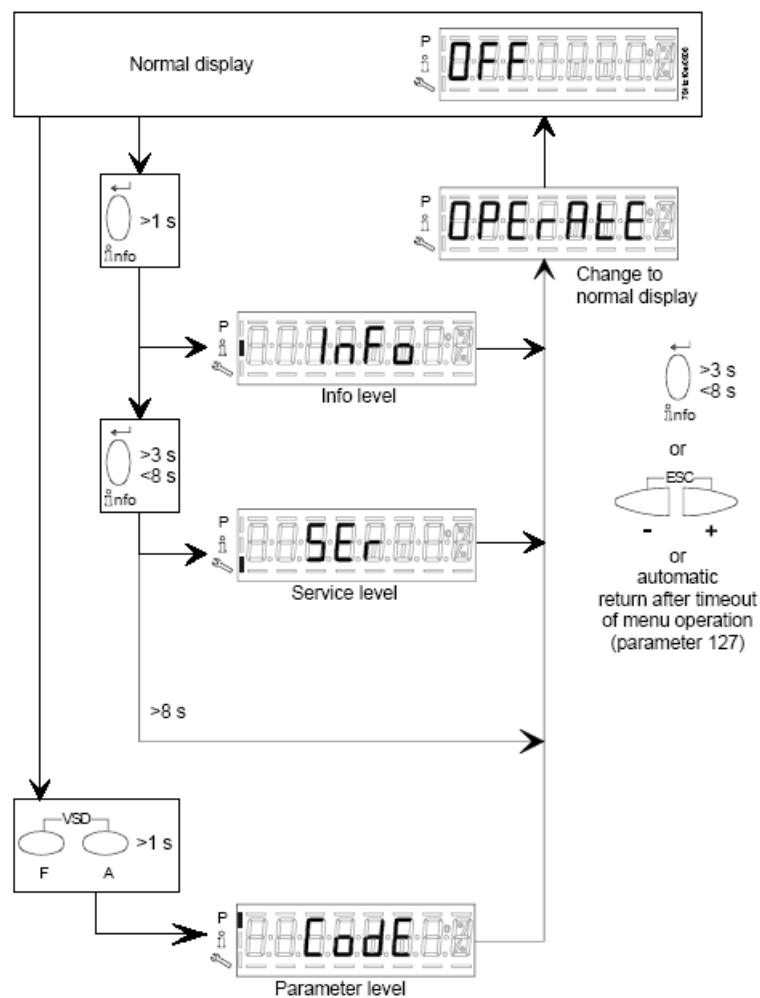 Normal display
P
OFF
>1 s
info
P
OPErAtE
Change to
normal display
P
InFo
Info level
>3 s
<8 s
info
>3 s
<8 s
info
or
ESC
- +
or
automatic
return after timeout
of menu operation
(parameter 127)
P
SEr
Service level
>8 s
VSD
>1 s
F A
P
CodE
Parameter level